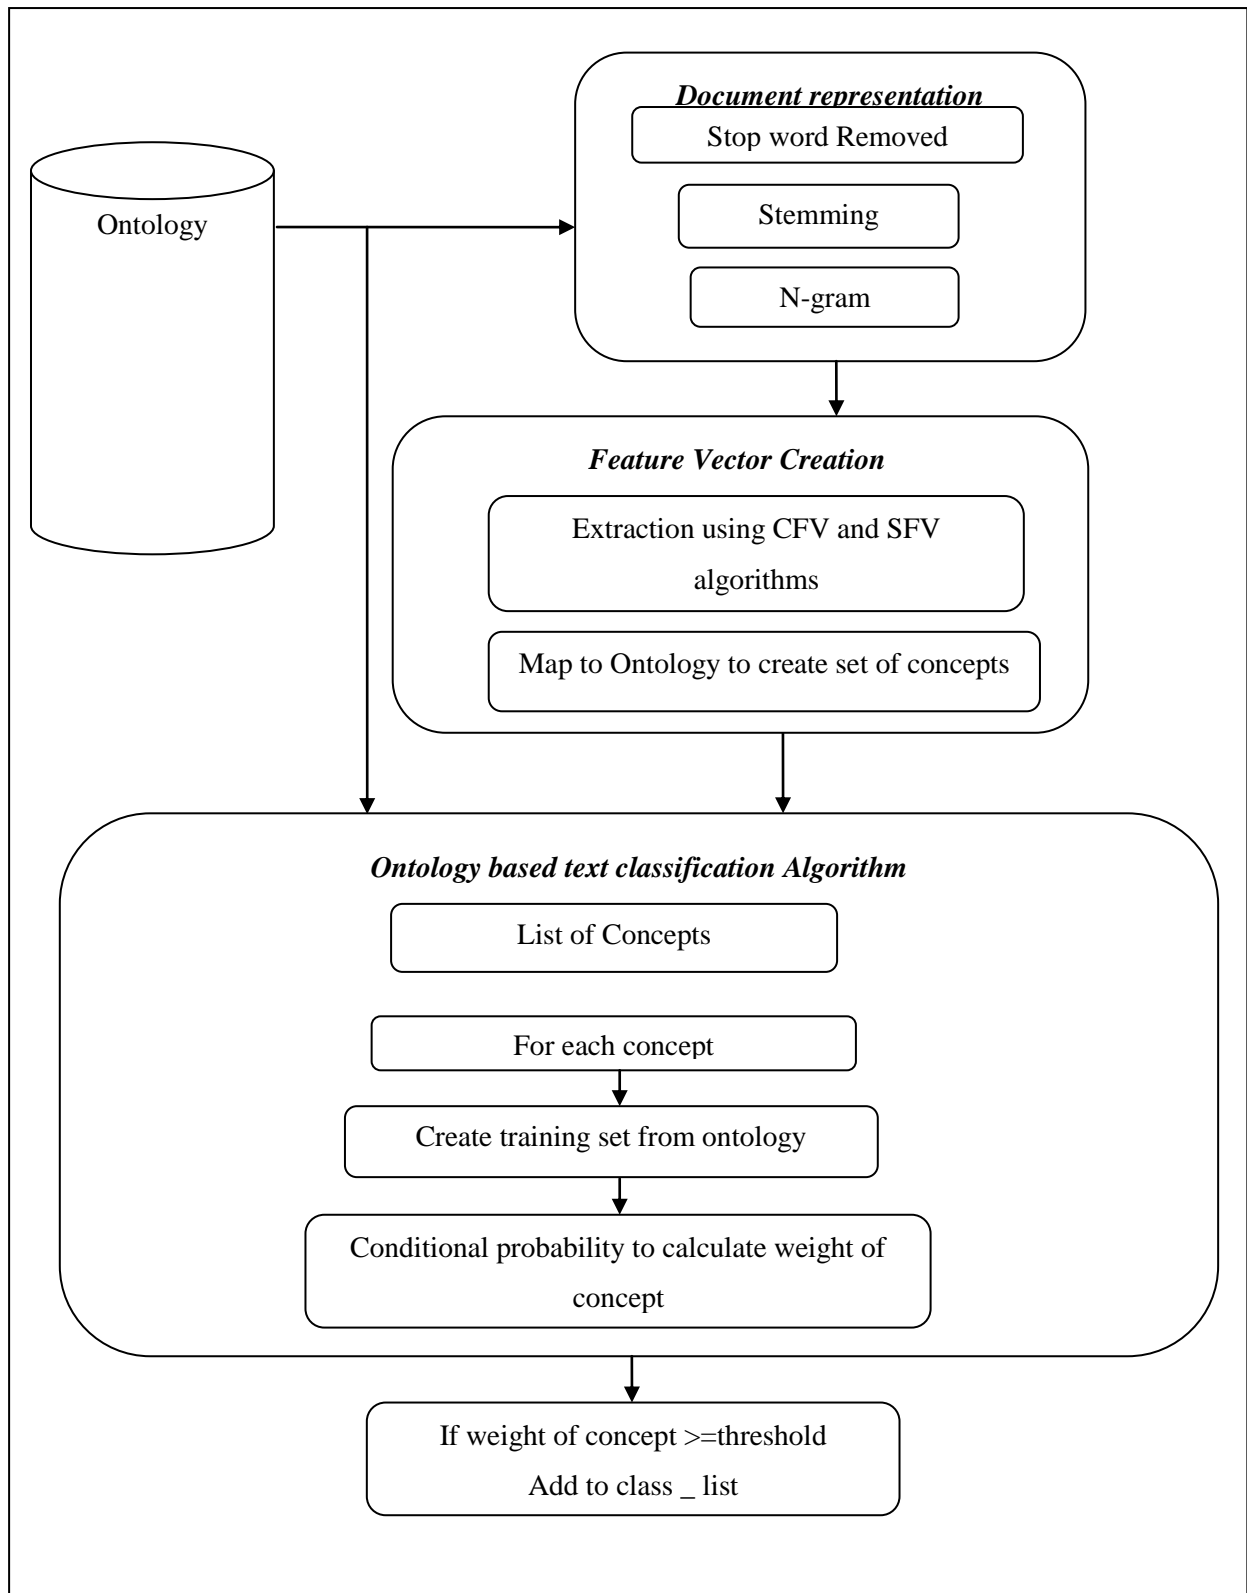 Document representation
Stop word Removed
Ontology
Stemming
N-gram
Feature Vector Creation
Extraction using CFV and SFV
algorithms
Map to Ontology to create set of concepts
Ontology based text classification Algorithm
List of Concepts
For each concept
Create training set from ontology
Conditional probability to calculate weight of
concept
If weight of concept >=threshold
Add to class _ list